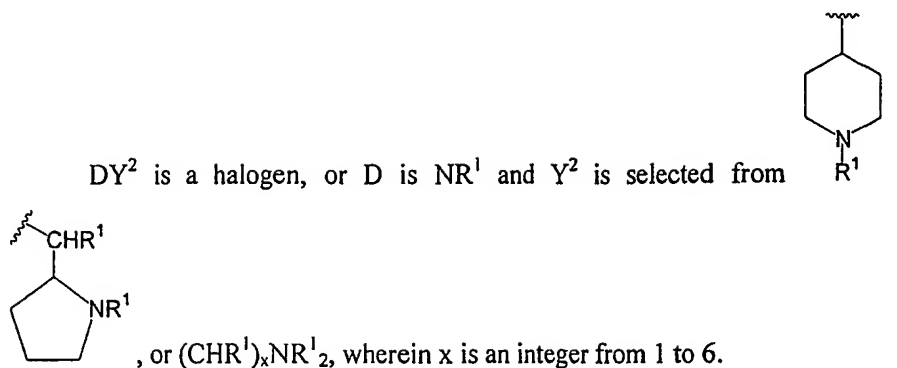 DY² is a halogen, or D is NR¹ and Y² is selected from
N
R¹
CHR¹
NR¹
, or (CHR¹)ₓNR¹₂, wherein x is an integer from 1 to 6.